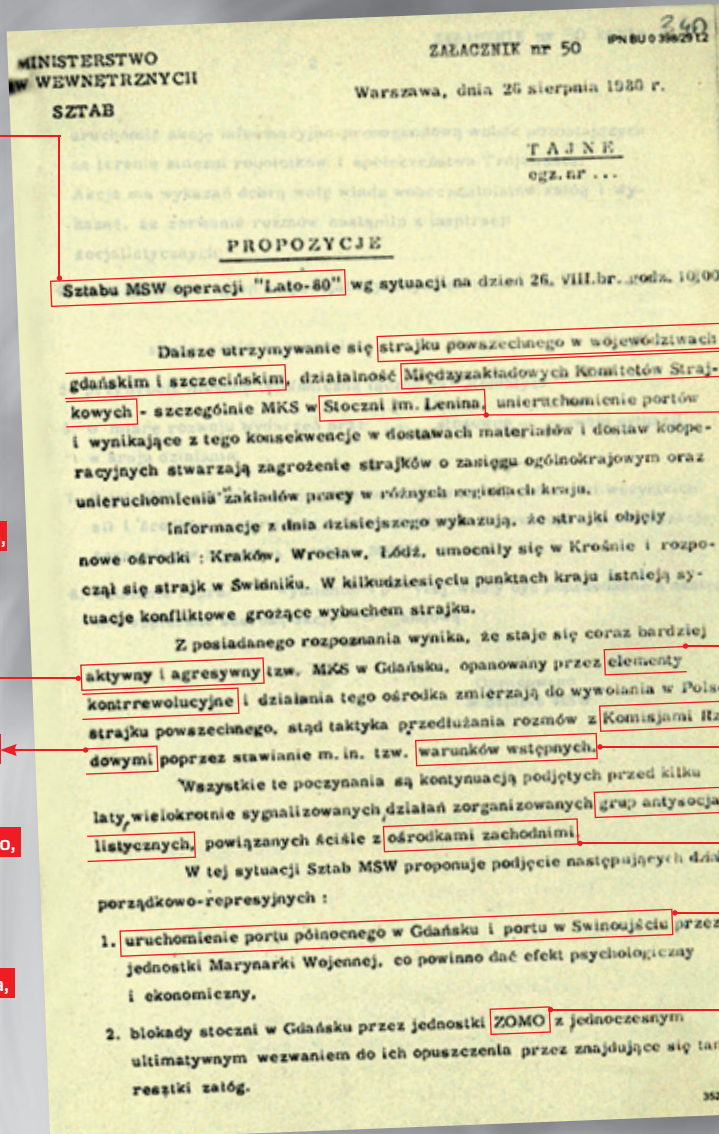 240
MINISTERSTWO
ZAŁACZNIK nr 50
IPN BU 0 398/29 t.2
W WEWNĘTRZNYCH
SZTAB
Warszawa, dnia 26 sierpnia 1980 r.
TAJNE
egz. nr ...
PROPOZYCJE
Sztabu MSW operacji "Lato-80" wg sytuacji na dzień 26. VIII.br. godz. 10,00
Dalsze utrzymywanie się strajku powszechnego w województwach
gdańskim i szczecińskim, działalność Międzyzakładowych Komitetów Straj-
kowych - szczególnie MKS w Stoczni im. Lenina, unieruchomienie portów
i wynikające z tego konsekwencje w dostawach materiałów i dostaw koope-
racyjnych stwarzają zagrożenie strajków o zasięgu ogólnokrajowym oraz
unieruchomienia zakładów pracy w różnych regionach kraju.
Informacje z dnia dzisiejszego wykazują, że strajki objęły
nowe ośrodki : Kraków, Wrocław, Łódź, umocniły się w Krośnie i rozpo-
czął się strajk w Świdniku. W kilkudziesięciu punktach kraju istnieją sy-
tuacje konfliktowe grożące wybuchem strajku.
Z posiadanego rozpoznania wynika, że staje się coraz bardziej
aktywny i agresywny tzw. MKS w Gdańsku, opanowany przez elementy
kontrrewolucyjne i działania tego ośrodka zmierzają do wywołania w Polsc
strajku powszechnego, stąd taktyka przedłużania rozmów z Komisjami Rz
dowymi poprzez stawianie m. in. tzw. warunków wstępnych.
Wszystkie te poczynania są kontynuacją podjętych przed kilku
laty, wielokrotnie sygnalizowanych działań zorganizowanych grup antysocja
listycznych, powiązanych ściśle z ośrodkami zachodnimi.
W tej sytuacji Sztab MSW proponuje podjęcie następujących dzia
porządkowo-represyjnych :
1. uruchomienie portu północnego w Gdańsku i portu w Swinoujściu przez
jednostki Marynarki Wojennej, co powinno dać efekt psychologiczny
i ekonomiczny,
2. blokady stoczni w Gdańsku przez jednostki ZOMO z jednoczesnym
ultimatywnym wezwaniem do ich opuszczenia przez znajdujące się tam
resztki załóg.
352